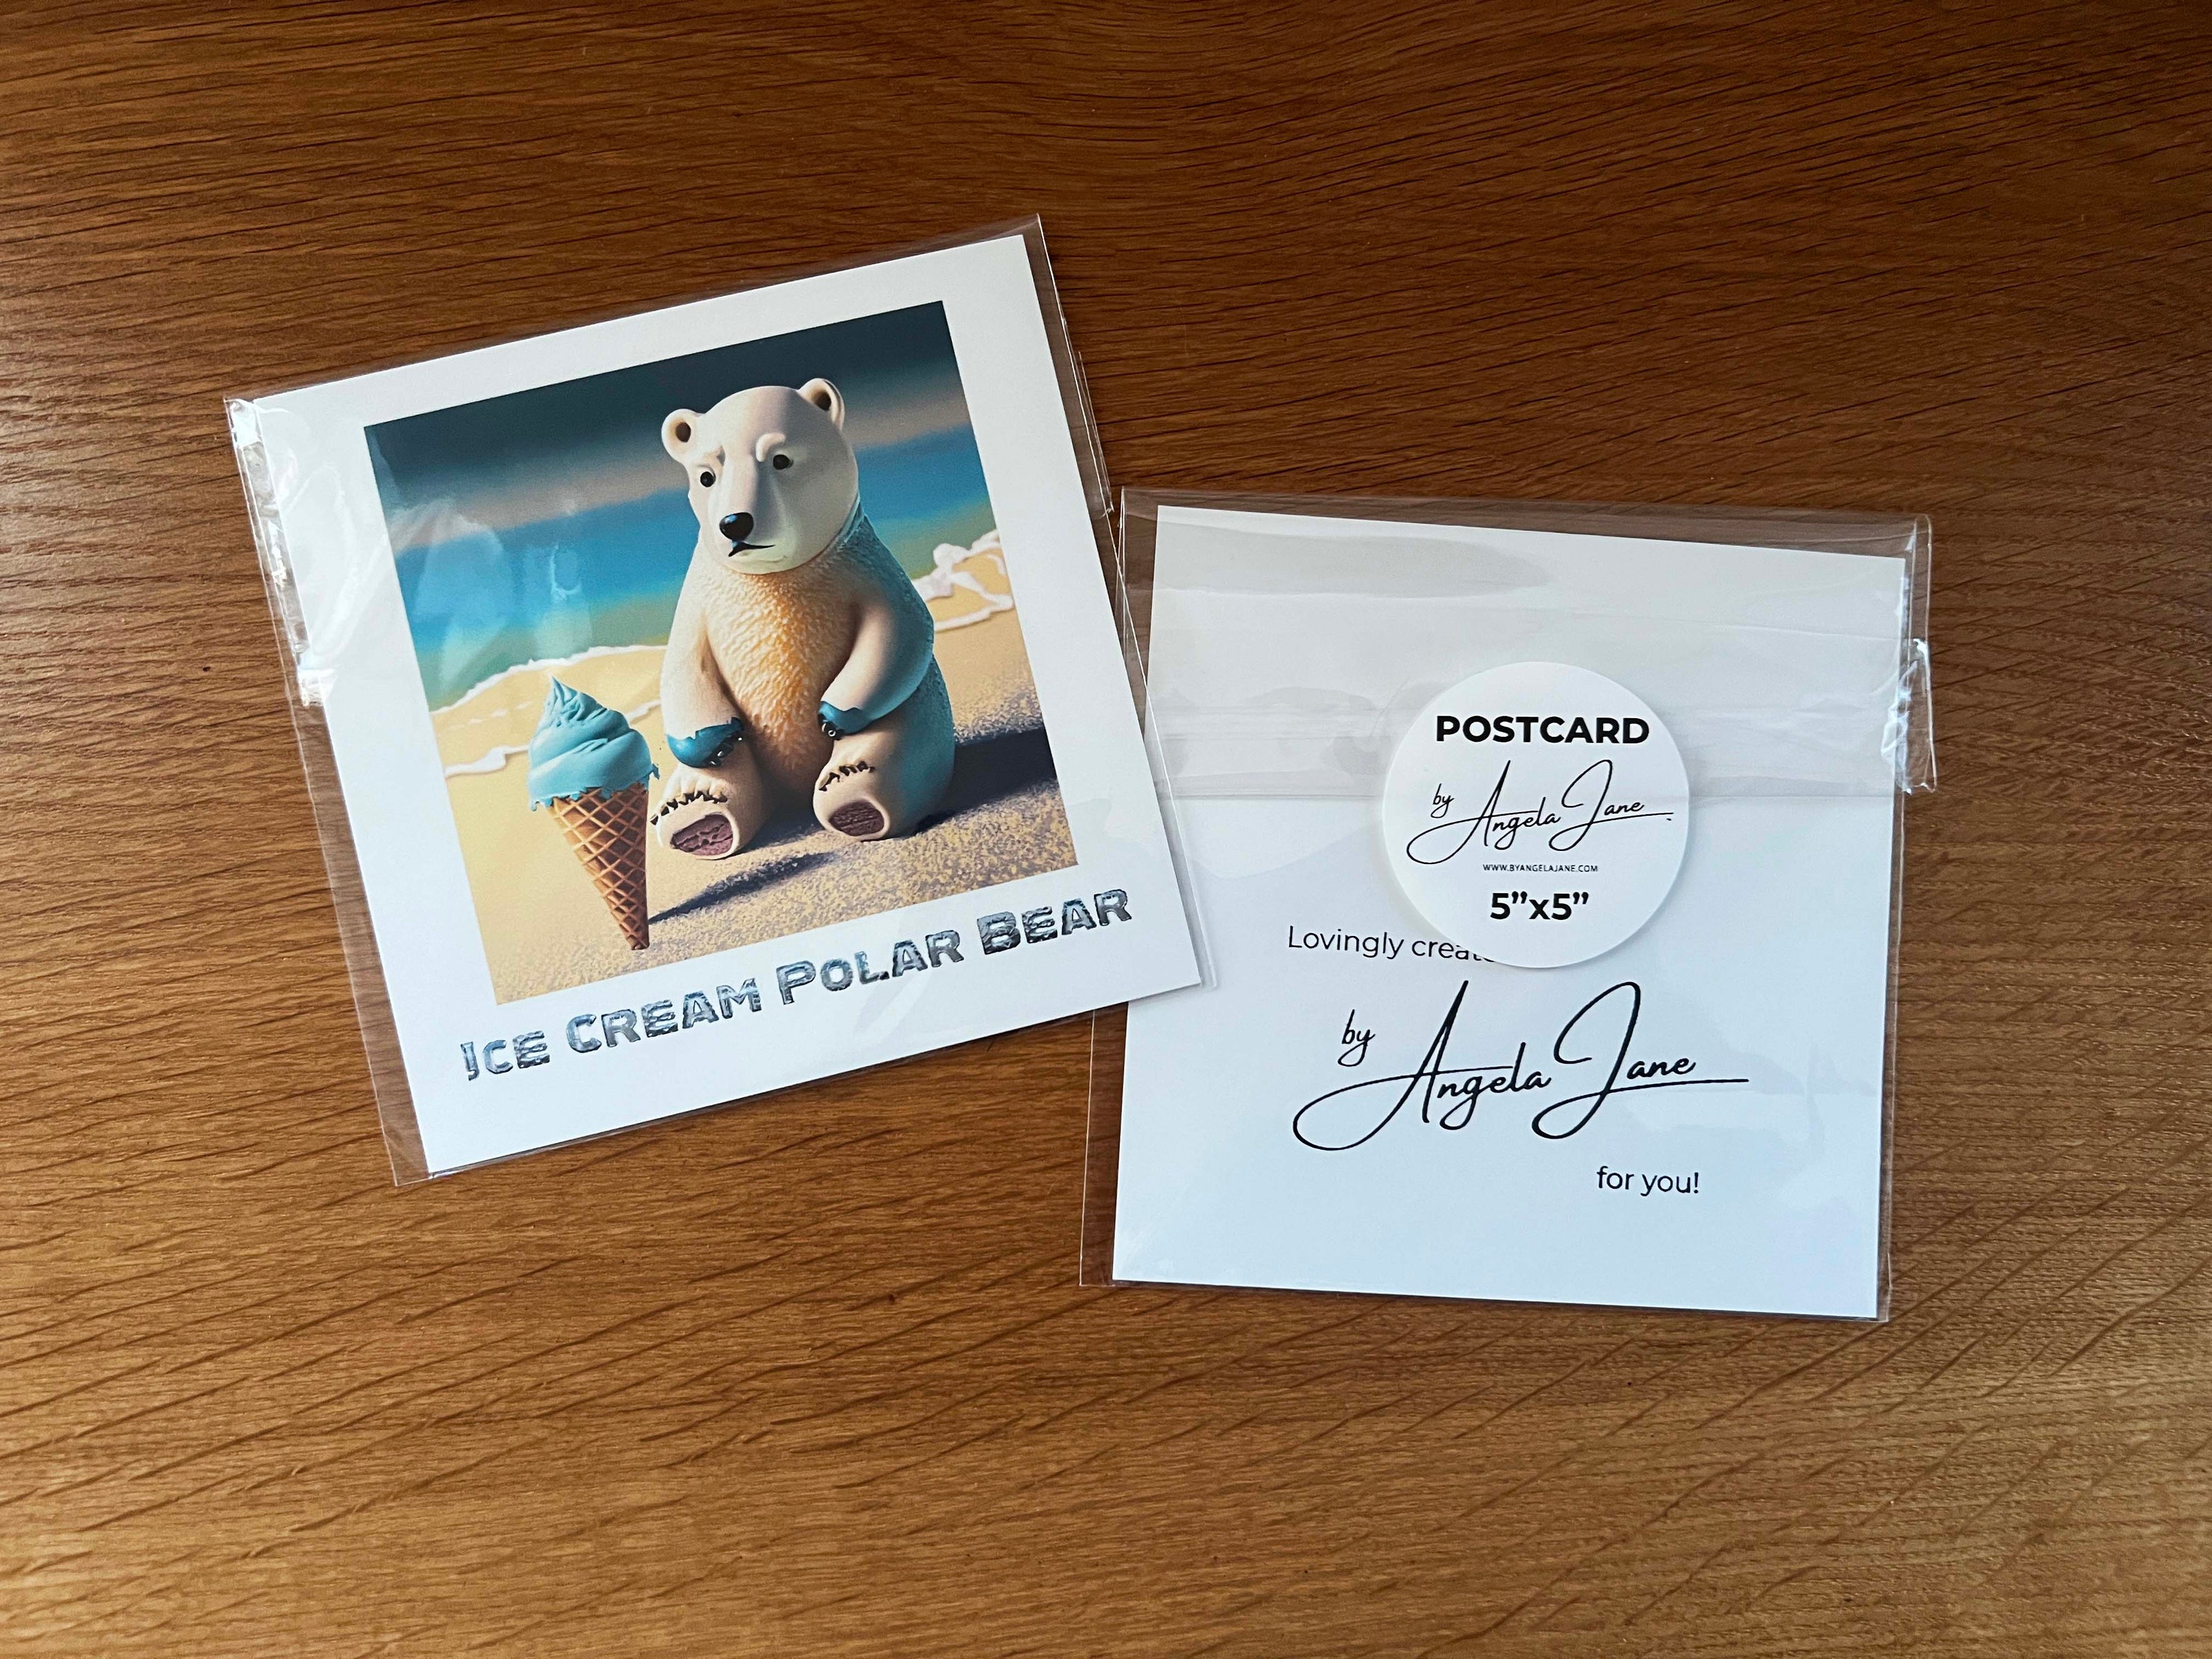 Ice Cream Polar Bear
POSTCARD
by Angela Jane
WWW.BYANGELAJANE.COM
5”x5”
Lovingly
by Angela Jane
for you!